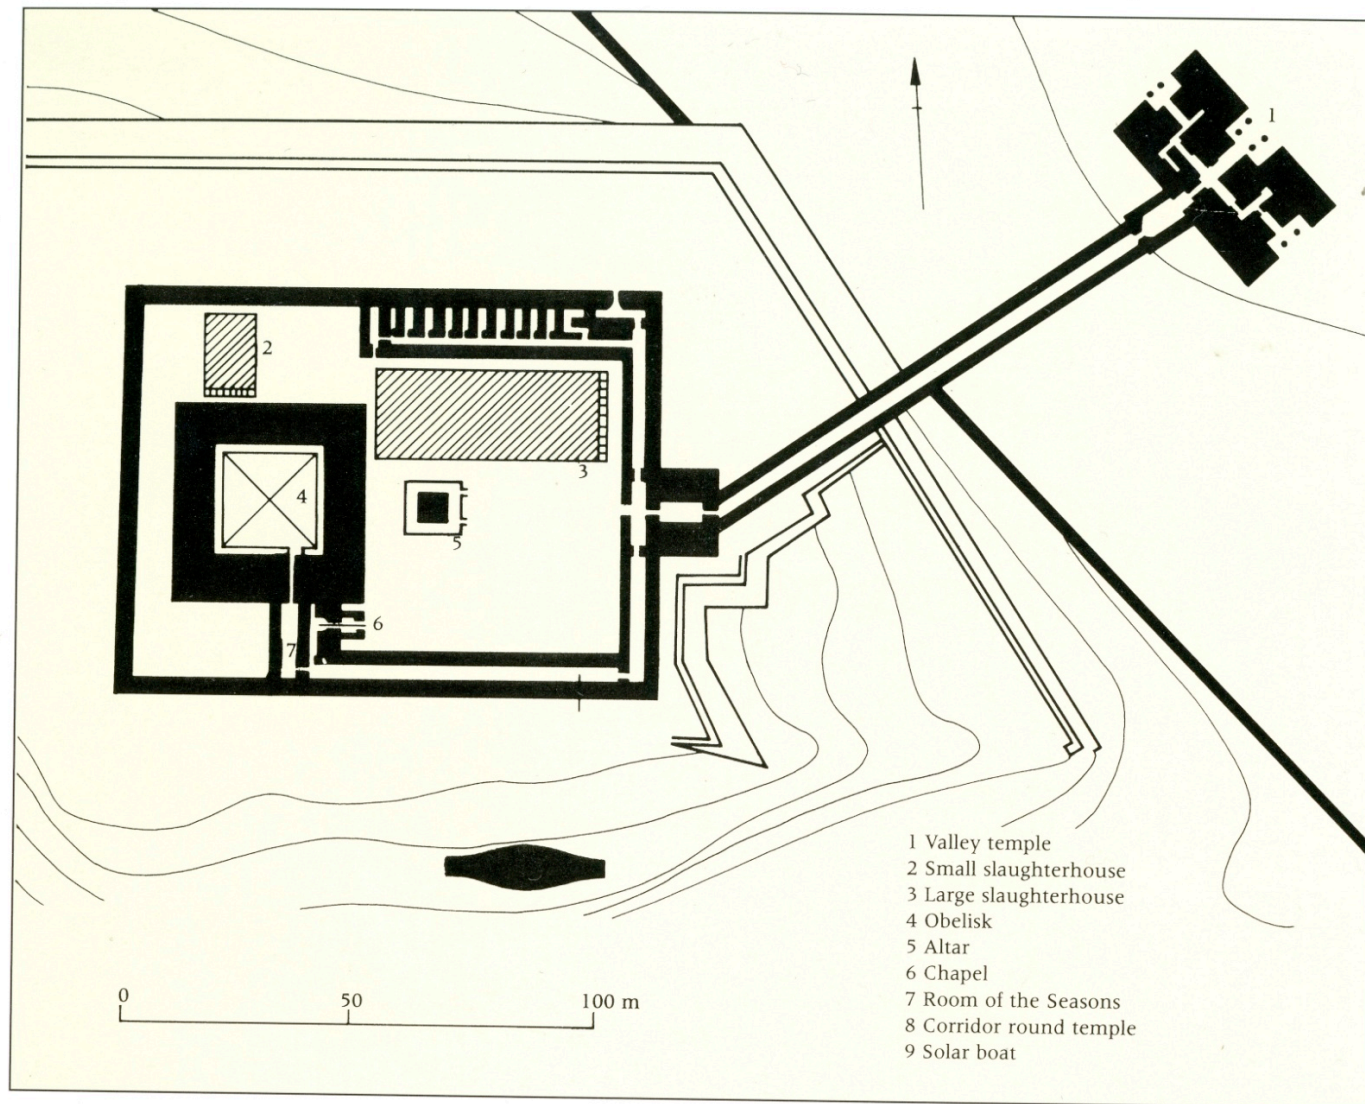 1
2
3
4
5
6
7
0 50 100 m
1 Valley temple
2 Small slaughterhouse
3 Large slaughterhouse
4 Obelisk
5 Altar
6 Chapel
7 Room of the Seasons
8 Corridor round temple
9 Solar boat